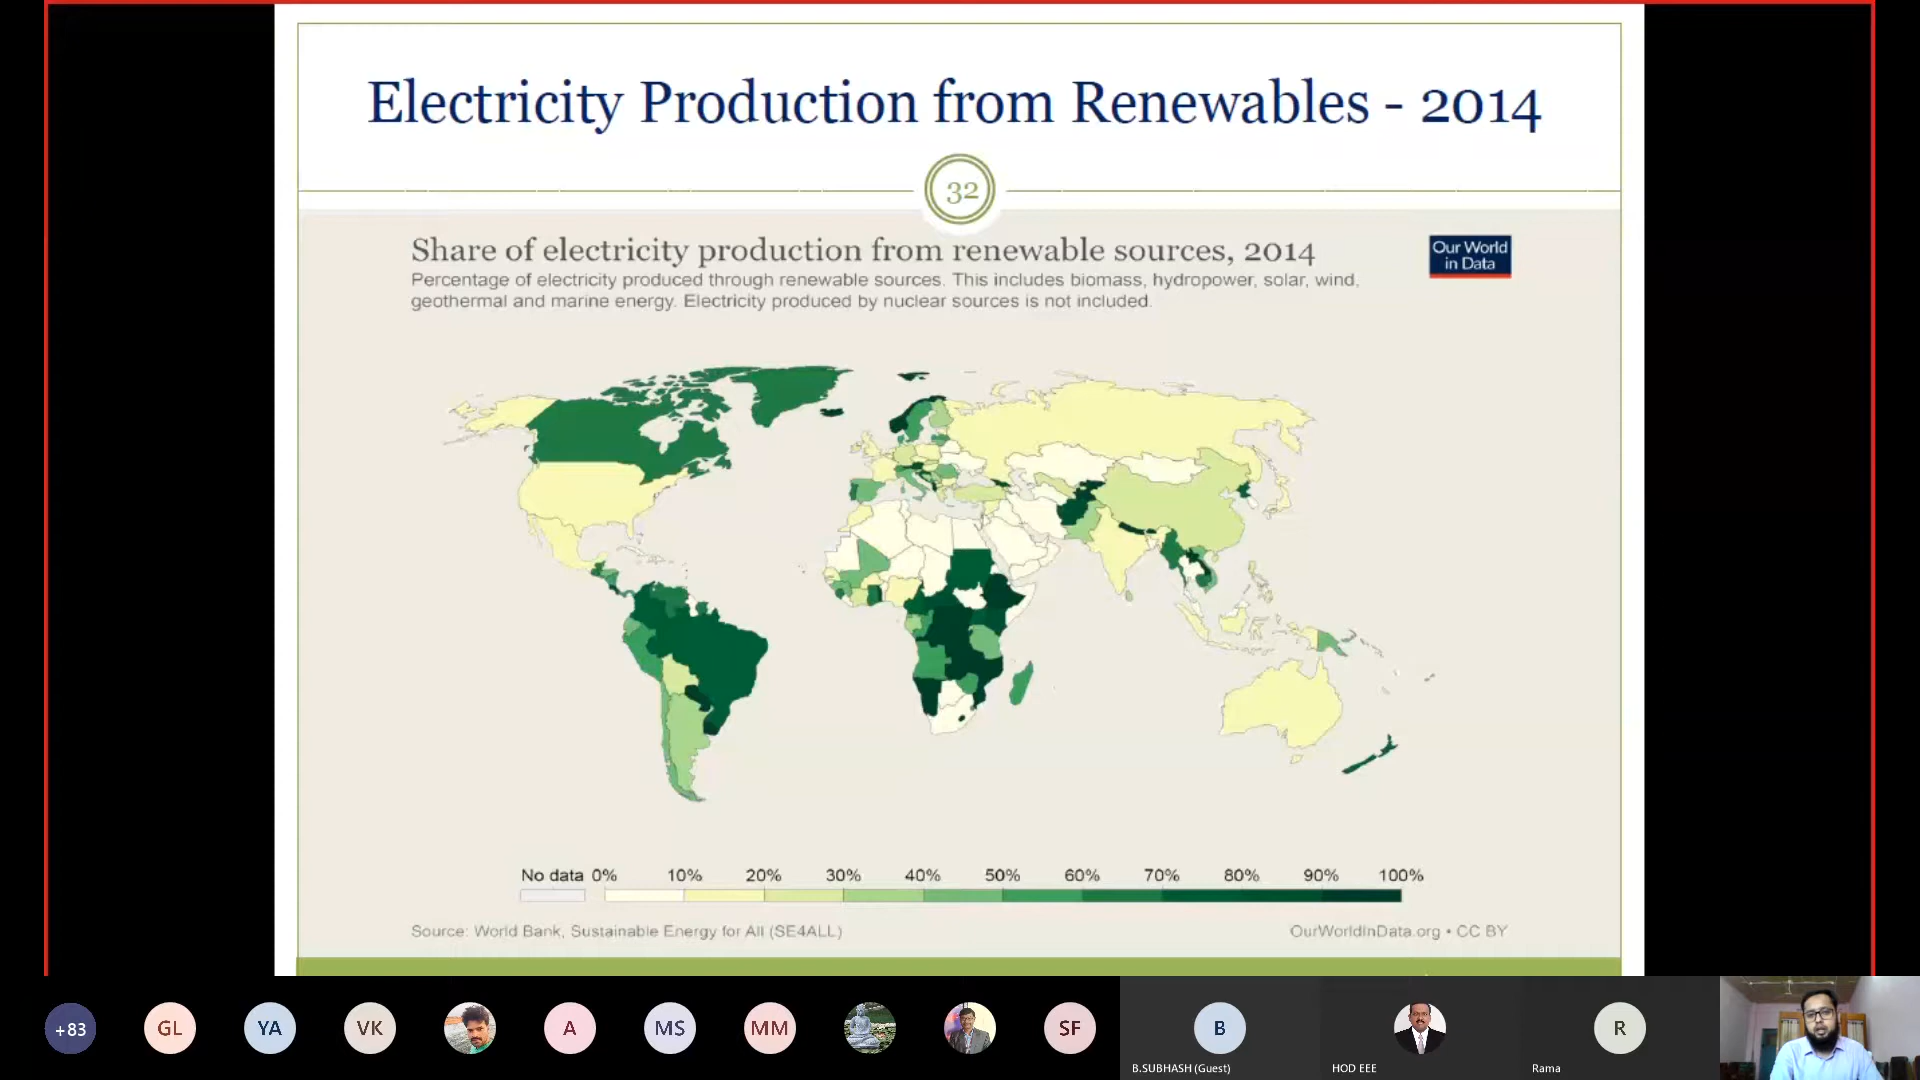 Electricity Production from Renewables - 2014
32
Share of electricity production from renewable sources, 2014
Our World
in Data
Percentage of electricity produced through renewable sources. This includes biomass, hydropower, solar, wind,
geothermal and marine energy. Electricity produced by nuclear sources is not included.
No data 0% 10% 20% 30% 40% 50% 60% 70% 80% 90% 100%
Source: World Bank, Sustainable Energy for All (SE4ALL)
OurWorldInData.org • CC BY
+83 GL YA VK A MS MM SF B R
B.SUBHASH (Guest) HOD EEE Rama